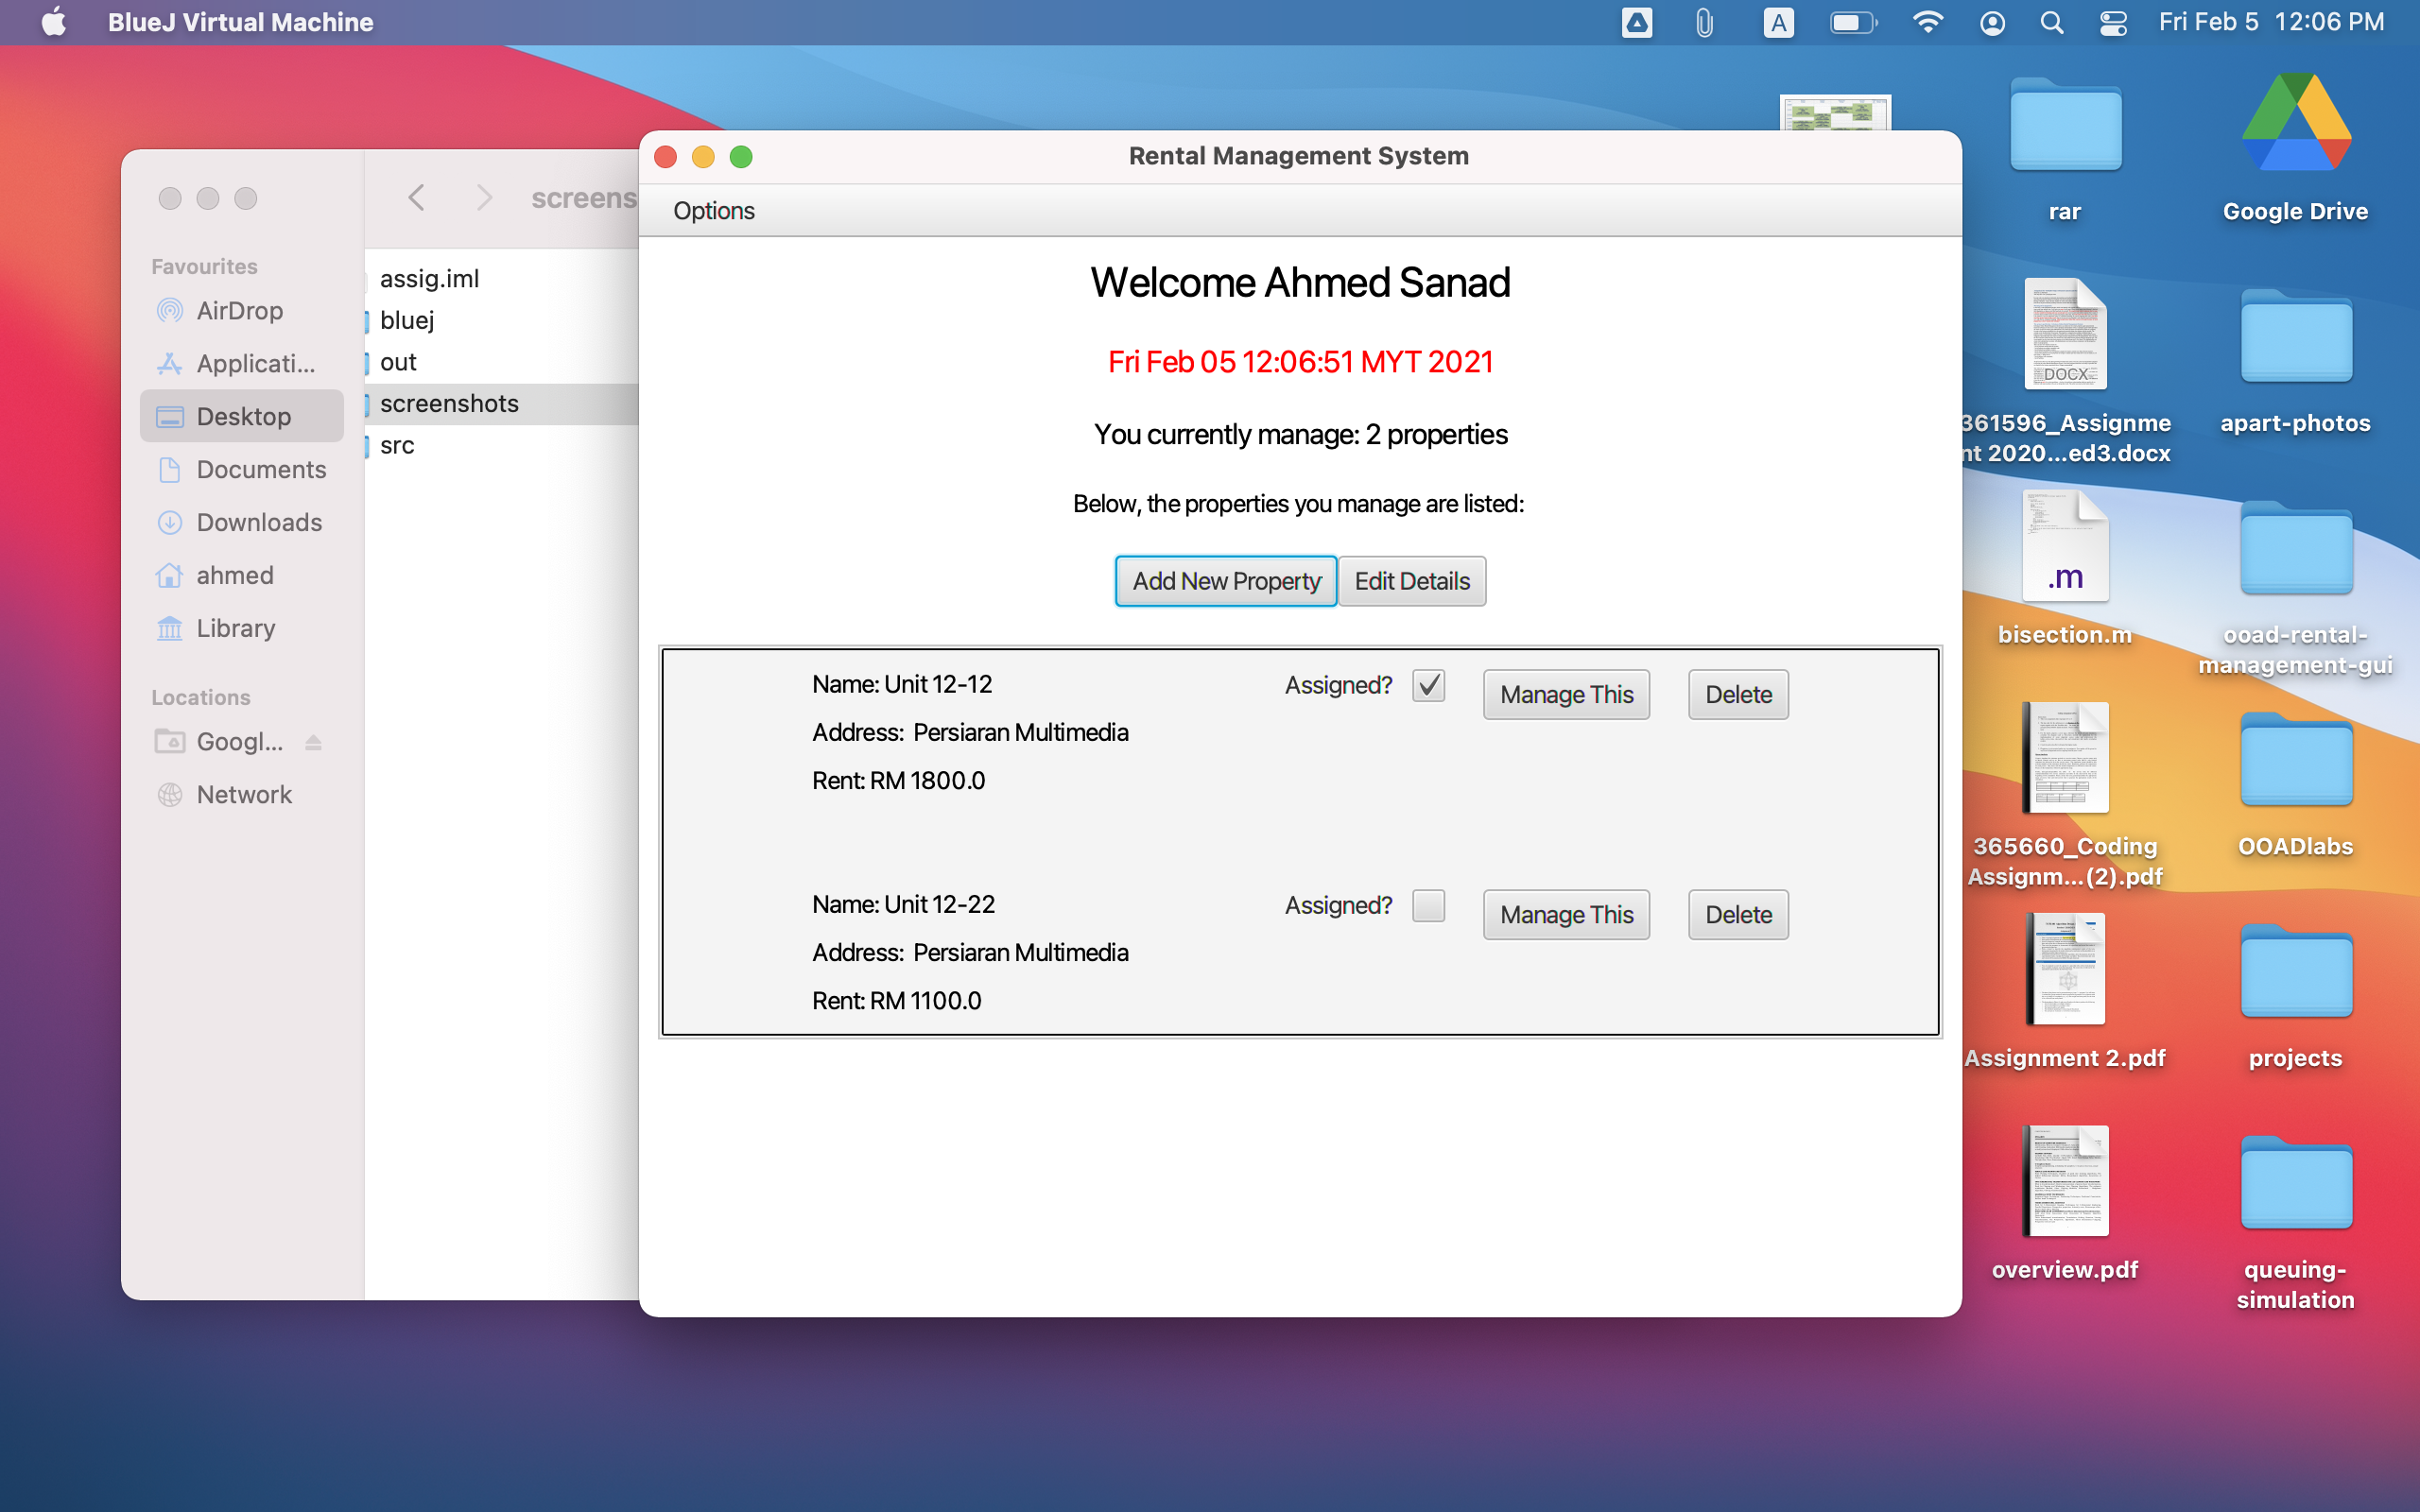 BlueJ Virtual Machine
A
Fri Feb 5 12:06 PM
screens
Favourites
AirDrop
Applicati...
Desktop
Documents
Downloads
ahmed
Library
Locations
Googl...
Network
assig.iml
bluej
out
screenshots
src
Rental Management System
Options
Welcome Ahmed Sanad
Fri Feb 05 12:06:51 MYT 2021
You currently manage: 2 properties
Below, the properties you manage are listed:
Add New Property Edit Details
Name: Unit 12-12 Assigned? Manage This Delete
Address: Persiaran Multimedia
Rent: RM 1800.0
Name: Unit 12-22 Assigned? Manage This Delete
Address: Persiaran Multimedia
Rent: RM 1100.0
rar
Google Drive
DOCX
361596_Assignme
nt 2020...ed3.docx
apart-photos
.m
bisection.m
ooad-rental-
management-gui
365660_Coding
Assignm...(2).pdf
OOADlabs
Assignment 2.pdf
projects
overview.pdf
queuing-
simulation